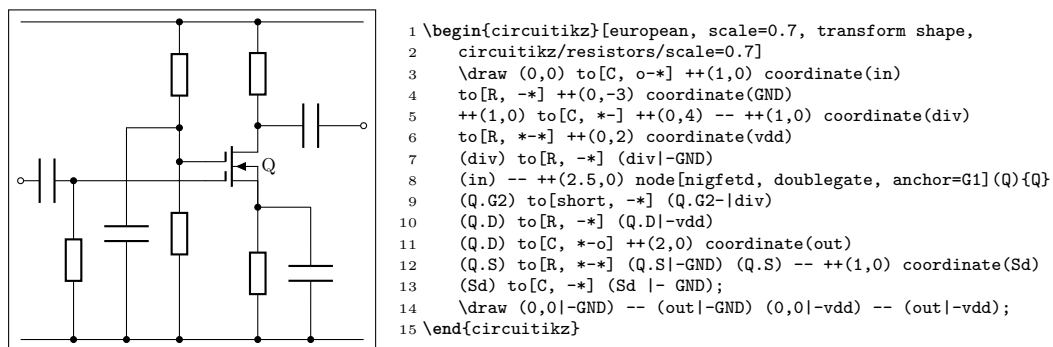 Q
1 \begin{circuitikz}[european, scale=0.7, transform shape,
2 circuitikz/resistors/scale=0.7]
3 \draw (0,0) to[C, o-*] ++(1,0) coordinate(in)
4 to[R, -*] ++(0,-3) coordinate(GND)
5 ++(1,0) to[C, *-] ++(0,4) -- ++(1,0) coordinate(div)
6 to[R, *-*] ++(0,2) coordinate(vdd)
7 (div) to[R, -*] (div|-GND)
8 (in) -- ++(2.5,0) node[nigfetd, doublegate, anchor=G1](Q){Q}
9 (Q.G2) to[short, -*] (Q.G2-|div)
10 (Q.D) to[R, -*] (Q.D|-vdd)
11 (Q.D) to[C, *-o] ++(2,0) coordinate(out)
12 (Q.S) to[R, *-*] (Q.S|-GND) (Q.S) -- ++(1,0) coordinate(Sd)
13 (Sd) to[C, -*] (Sd |- GND);
14 \draw (0,0|-GND) -- (out|-GND) (0,0|-vdd) -- (out|-vdd);
15 \end{circuitikz}